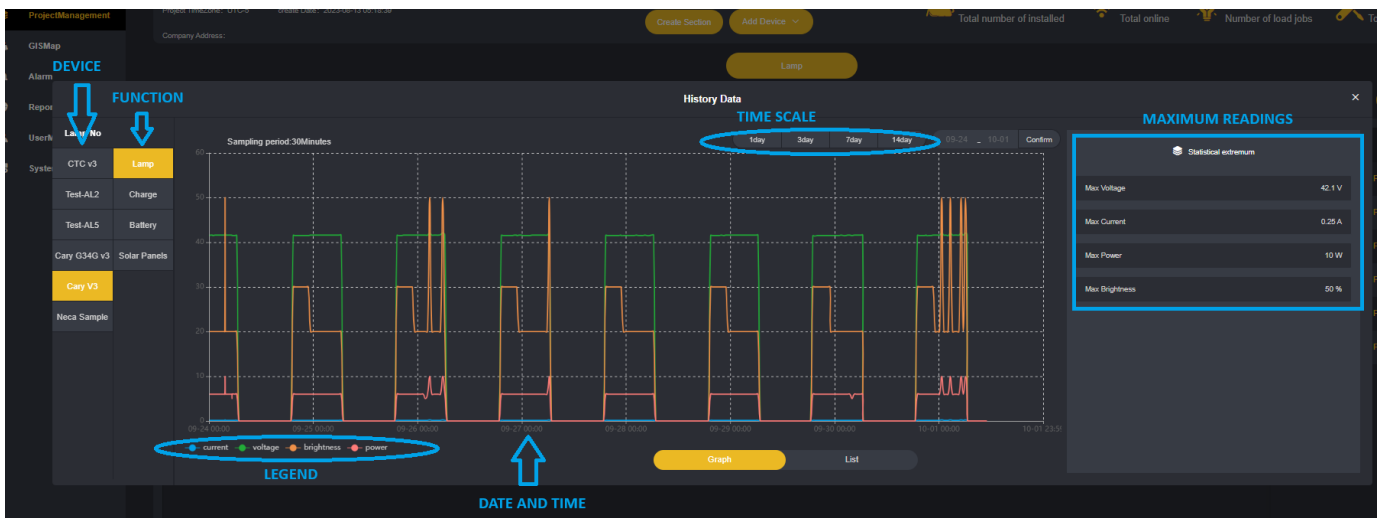 ProjectManagement
Project TimeZone: UTC-5 Create Date: 2023-06-13 05:18:39
Company Address:
Create Section
Add Device
Total number of installed
Total online
Number of load jobs
GISMap
Alarm
Lamp
DEVICE
FUNCTION
History Data
×
TIME SCALE
MAXIMUM READINGS
Lamp No
Sampling period:30Minutes
1day 3day 7day 14day 09-24 - 10-01 Confirm
Statistical extremum
CTC v3
Lamp
Test-AL2
Charge
Test-AL5
Battery
Cary G34G v3
Solar Panels
Cary V3
Neca Sample
Max Voltage 42.1 V
Max Current 0.25 A
Max Power 10 W
Max Brightness 50 %
60
50
40
30
20
10
0
09-24 00:00 09-25 00:00 09-26 00:00 09-27 00:00 09-28 00:00 09-29 00:00 09-30 00:00 10-01 00:00
current voltage brightness power
Graph List
LEGEND
DATE AND TIME